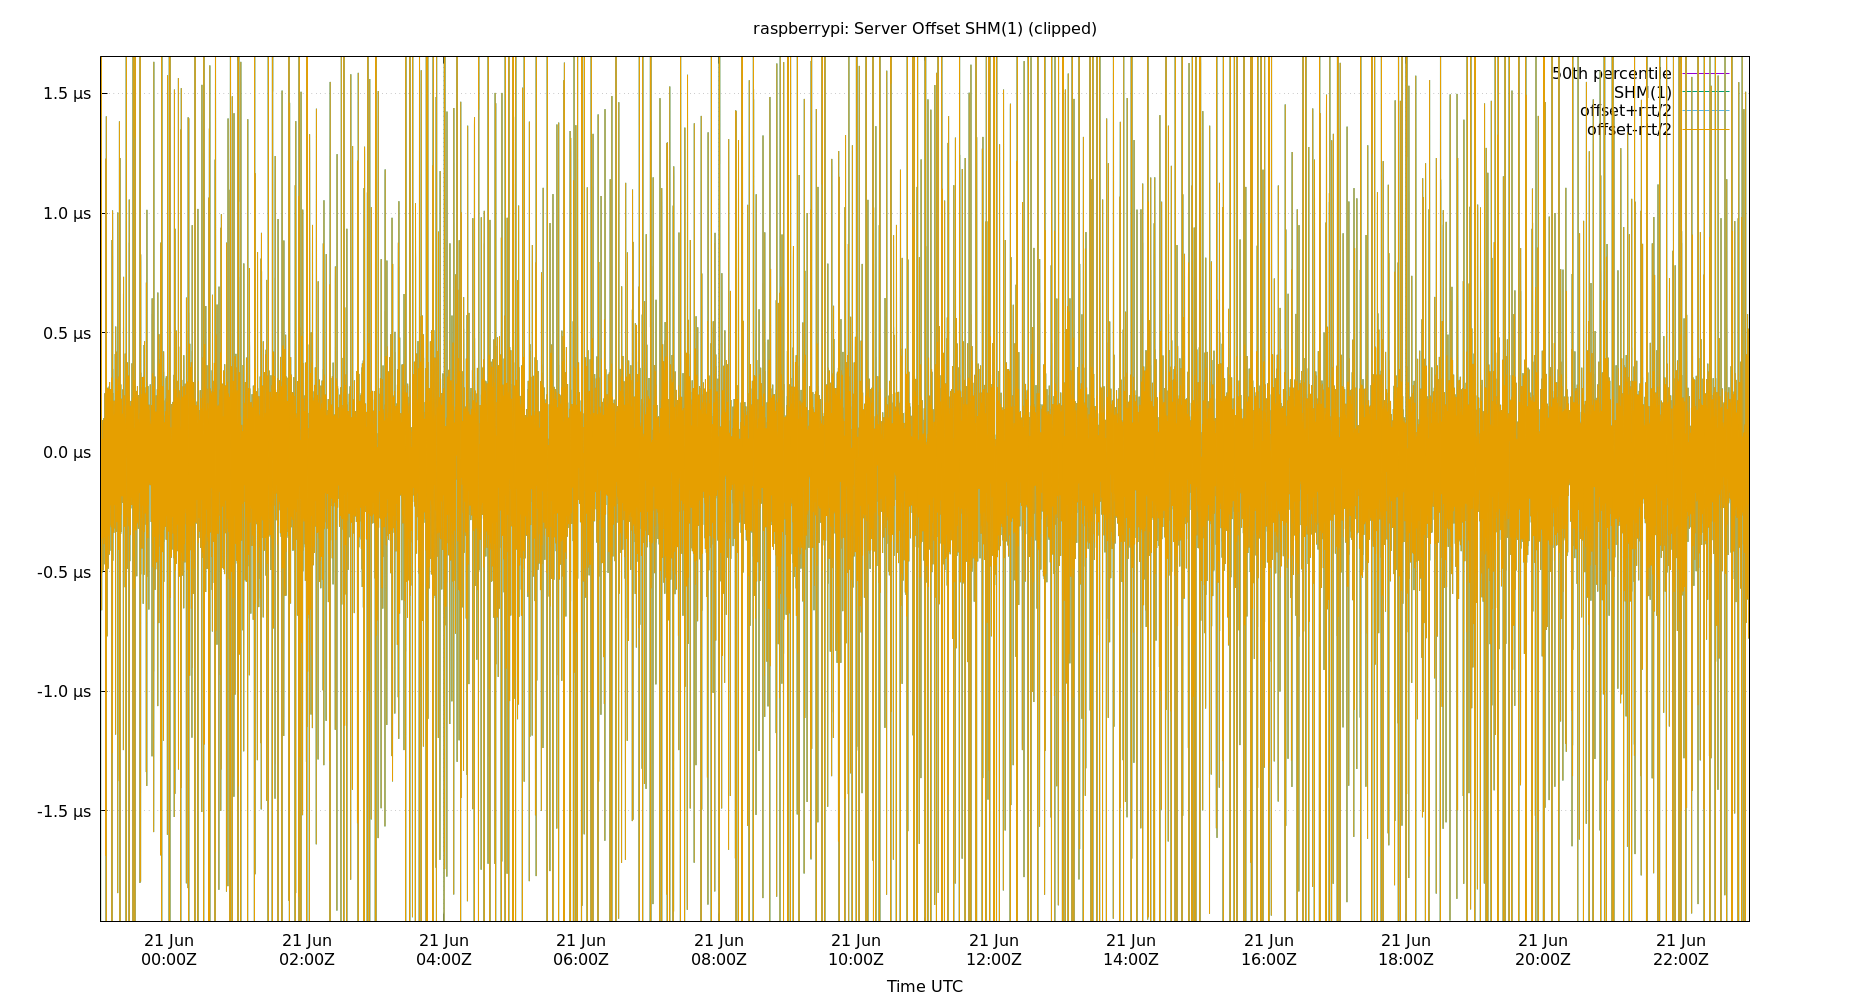 raspberrypi: Server Offset SHM(1) (clipped)
50th percentile
SHM(1)
offset+rtt/2
offset-rtt/2
1.5 µs
1.0 µs
0.5 µs
0.0 µs
-0.5 µs
-1.0 µs
-1.5 µs
21 Jun 21 Jun 21 Jun 21 Jun 21 Jun 21 Jun 21 Jun 21 Jun 21 Jun 21 Jun 21 Jun 21 Jun
00:00Z 02:00Z 04:00Z 06:00Z 08:00Z 10:00Z 12:00Z 14:00Z 16:00Z 18:00Z 20:00Z 22:00Z
Time UTC